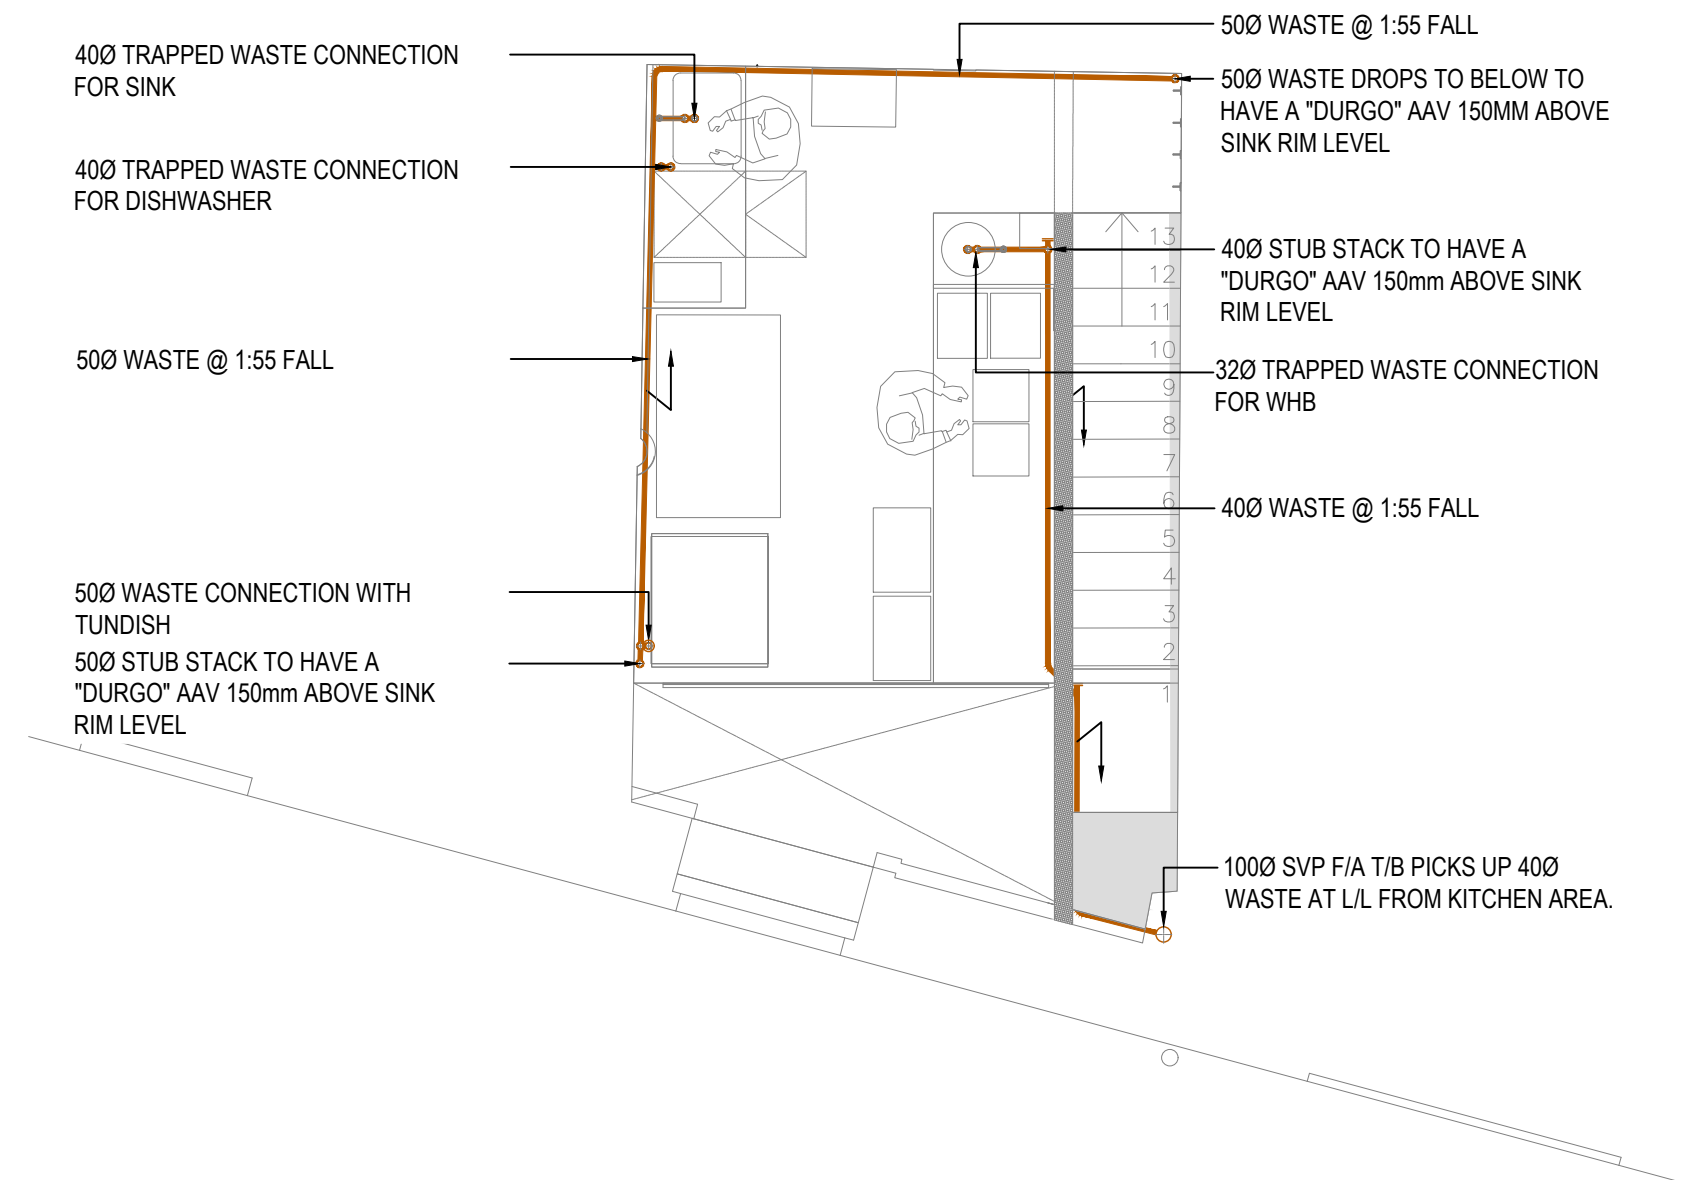 40Ø TRAPPED WASTE CONNECTION
FOR SINK
40Ø TRAPPED WASTE CONNECTION
FOR DISHWASHER
50Ø WASTE @ 1:55 FALL
50Ø WASTE CONNECTION WITH
TUNDISH
50Ø STUB STACK TO HAVE A
"DURGO" AAV 150mm ABOVE SINK
RIM LEVEL
50Ø WASTE @ 1:55 FALL
50Ø WASTE DROPS TO BELOW TO
HAVE A "DURGO" AAV 150MM ABOVE
SINK RIM LEVEL
40Ø STUB STACK TO HAVE A
"DURGO" AAV 150mm ABOVE SINK
RIM LEVEL
32Ø TRAPPED WASTE CONNECTION
FOR WHB
40Ø WASTE @ 1:55 FALL
100Ø SVP F/A T/B PICKS UP 40Ø
WASTE AT L/L FROM KITCHEN AREA.
13
12
11
10
9
8
7
6
5
4
3
2
1